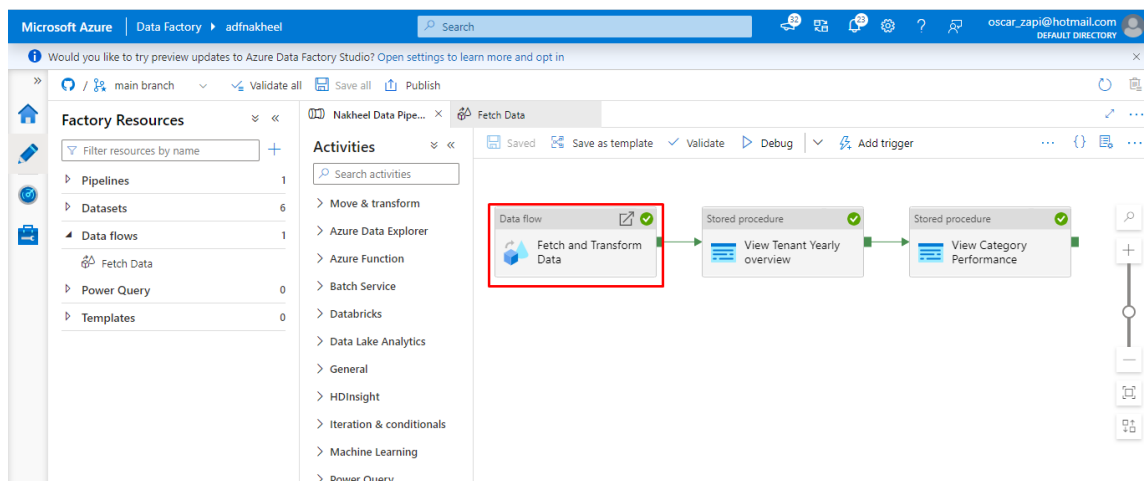 Microsoft Azure | Data Factory ▸ adfnakheel Search 32 23 ? oscar_zapi@hotmail.com
DEFAULT DIRECTORY
Would you like to try preview updates to Azure Data Factory Studio? Open settings to learn more and opt in
/ main branch Validate all Save all Publish
Factory Resources
Filter resources by name
Pipelines 1
Datasets 6
Data flows 1
Fetch Data
Power Query 0
Templates 0
Nakheel Data Pipe... Fetch Data
Activities
Search activities
Move & transform
Azure Data Explorer
Azure Function
Batch Service
Databricks
Data Lake Analytics
General
HDInsight
Iteration & conditionals
Machine Learning
Power Query
Saved Save as template Validate Debug Add trigger ... {} ...
Data flow
Fetch and Transform
Data
Stored procedure
View Tenant Yearly
overview
Stored procedure
View Category
Performance